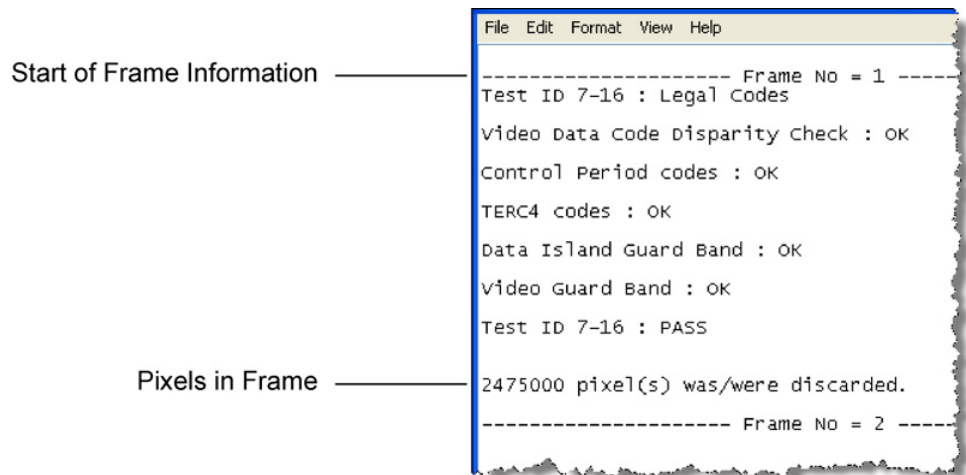 File Edit Format View Help
Start of Frame Information
--------------------- Frame No = 1 -----
Test ID 7-16 : Legal Codes
Video Data Code Disparity Check : OK
Control Period codes : OK
TERC4 codes : OK
Data Island Guard Band : OK
Video Guard Band : OK
Test ID 7-16 : PASS
Pixels in Frame
2475000 pixel(s) was/were discarded.
--------------------- Frame No = 2 -----